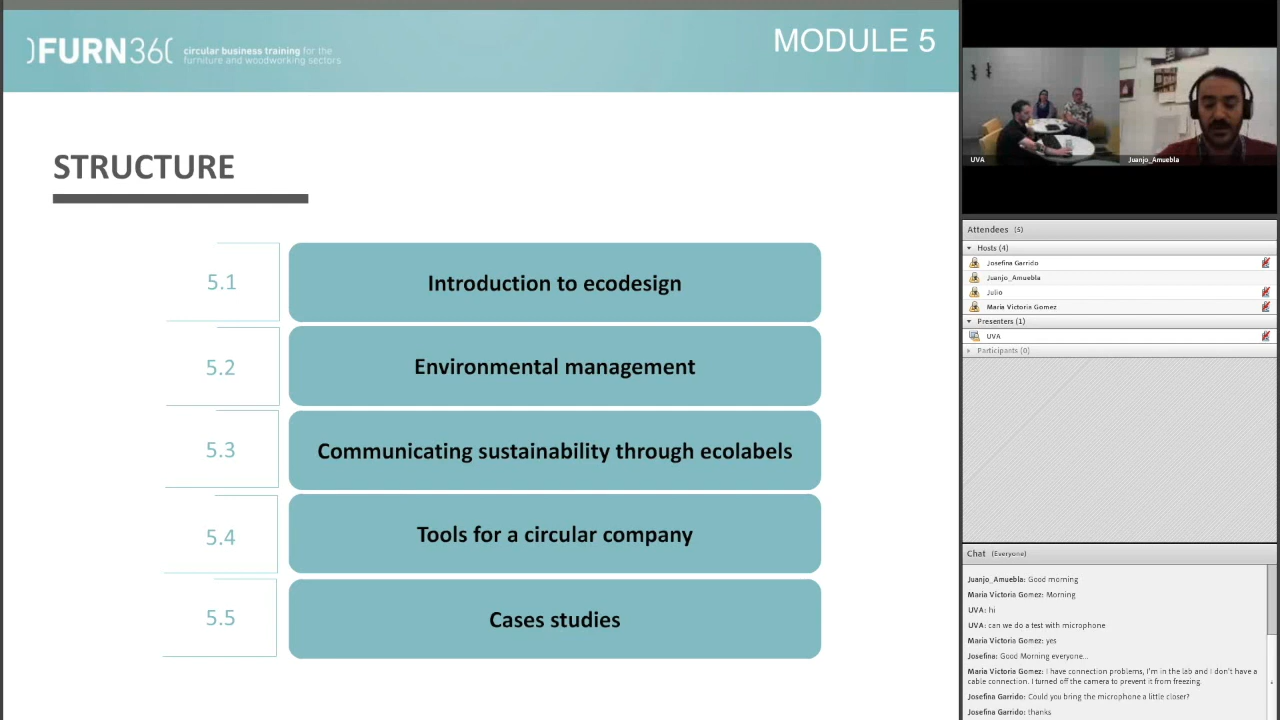 )FURN36(
circular business training for the
furniture and woodworking sectors
MODULE 5
STRUCTURE
5.1
Introduction to ecodesign
5.2
Environmental management
5.3
Communicating sustainability through ecolabels
5.4
Tools for a circular company
5.5
Cases studies
UVA
Juanjo_Amuebla
Attendees (5)
Hosts (4)
Josefina Garrido
Juanjo_Amuebla
Julio
Maria Victoria Gomez
Presenters (1)
UVA
Participants (0)
Chat (Everyone)
Juanjo_Amuebla: Good morning
Maria Victoria Gomez: Morning
UVA: hi
UVA: can we do a test with microphone
Maria Victoria Gomez: yes
Josefina: Good Morning everyone...
Maria Victoria Gomez: I have connection problems, I'm in the lab and I don't have a
cable connection. I turned off the camera to prevent it from freezing.
Josefina Garrido: Could you bring the microphone a little closer?
Josefina Garrido: thanks